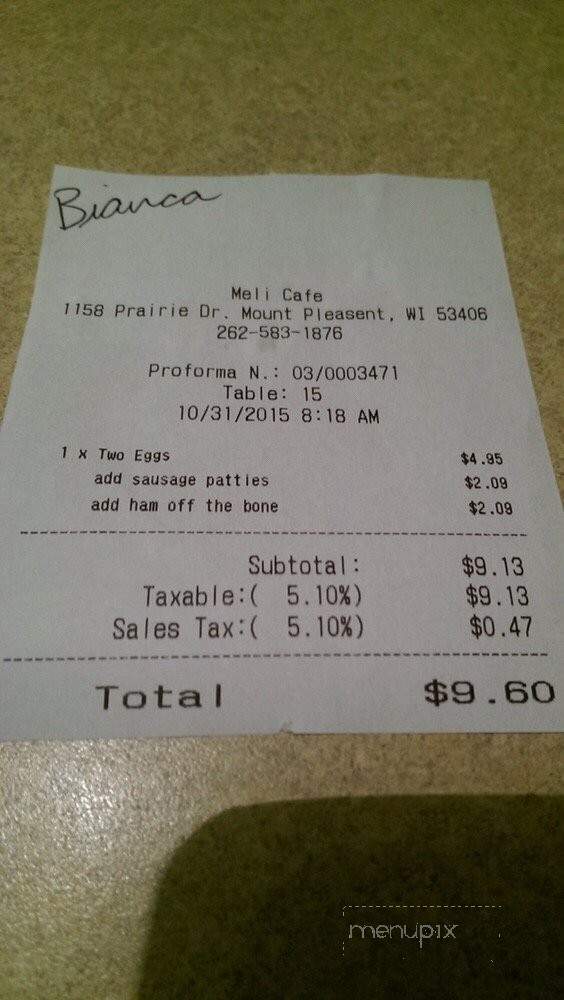 Bianca
Meli Cafe
1158 Prairie Dr. Mount Pleasent, WI 53406
262-583-1876
Proforma N.: 03/0003471
Table: 15
10/31/2015 8:18 AM
1 x Two Eggs $4.95
add sausage patties $2.09
add ham off the bone $2.09
Subtotal: $9.13
Taxable:( 5.10%) $9.13
Sales Tax:( 5.10%) $0.47
Total $9.60
menupix